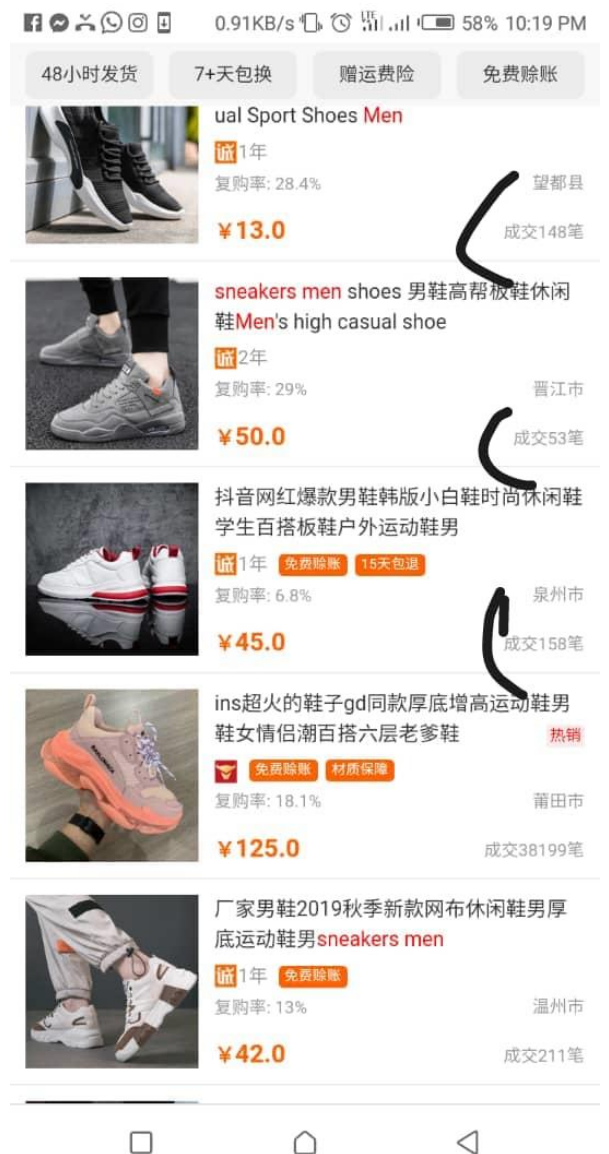 0.91KB/s LTE 58% 10:19 PM
48小时发货 7+天包换 赠运费险 免费赊账
ual Sport Shoes Men
诚1年
复购率: 28.4% 望都县
¥13.0 成交148笔
sneakers men shoes 男鞋高帮板鞋休闲
鞋Men's high casual shoe
诚2年
复购率: 29% 晋江市
¥50.0 成交53笔
抖音网红爆款男鞋韩版小白鞋时尚休闲鞋
学生百搭板鞋户外运动鞋男
诚1年 免费赊账 15天包退
复购率: 6.8% 泉州市
¥45.0 成交158笔
ins超火的鞋子gd同款厚底增高运动鞋男
鞋女情侣潮百搭六层老爹鞋 热销
免费赊账 材质保障
复购率: 18.1% 莆田市
¥125.0 成交38199笔
厂家男鞋2019秋季新款网布休闲鞋男厚
底运动鞋男sneakers men
诚1年 免费赊账
复购率: 13% 温州市
¥42.0 成交211笔